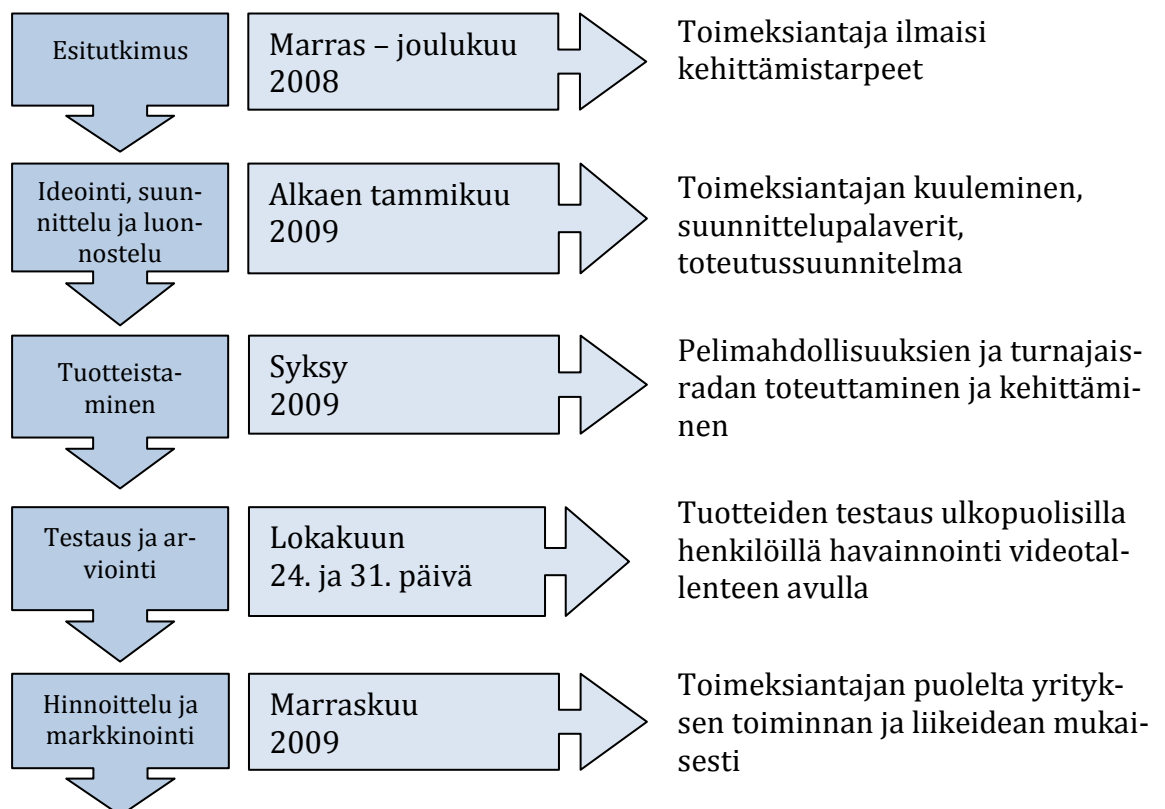 Esitutkimus
Marras – joulukuu
2008
Toimeksiantaja ilmaisi
kehittämistarpeet
Ideointi, suun-
nittelu ja luon-
nostelu
Alkaen tammikuu
2009
Toimeksiantajan kuuleminen,
suunnittelupalaverit,
toteutussuunnitelma
Tuotteista-
minen
Syksy
2009
Pelimahdollisuuksien ja turnajais-
radan toteuttaminen ja kehittämi-
nen
Testaus ja ar-
viointi
Lokakuun
24. ja 31. päivä
Tuotteiden testaus ulkopuolisilla
henkilöillä havainnointi videotal-
lenteen avulla
Hinnoittelu ja
markkinointi
Marraskuu
2009
Toimeksiantajan puolelta yrityk-
sen toiminnan ja liikeidean mukai-
sesti